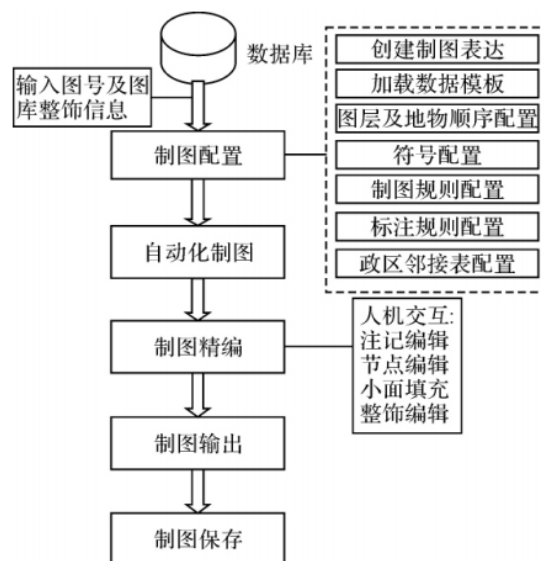 数据库
输入图号及图
库整饰信息
制图配置
创建制图表达
加载数据模板
图层及地物顺序配置
符号配置
制图规则配置
标注规则配置
政区邻接表配置
自动化制图
制图精编
人机交互:
注记编辑
节点编辑
小面填充
整饰编辑
制图输出
制图保存